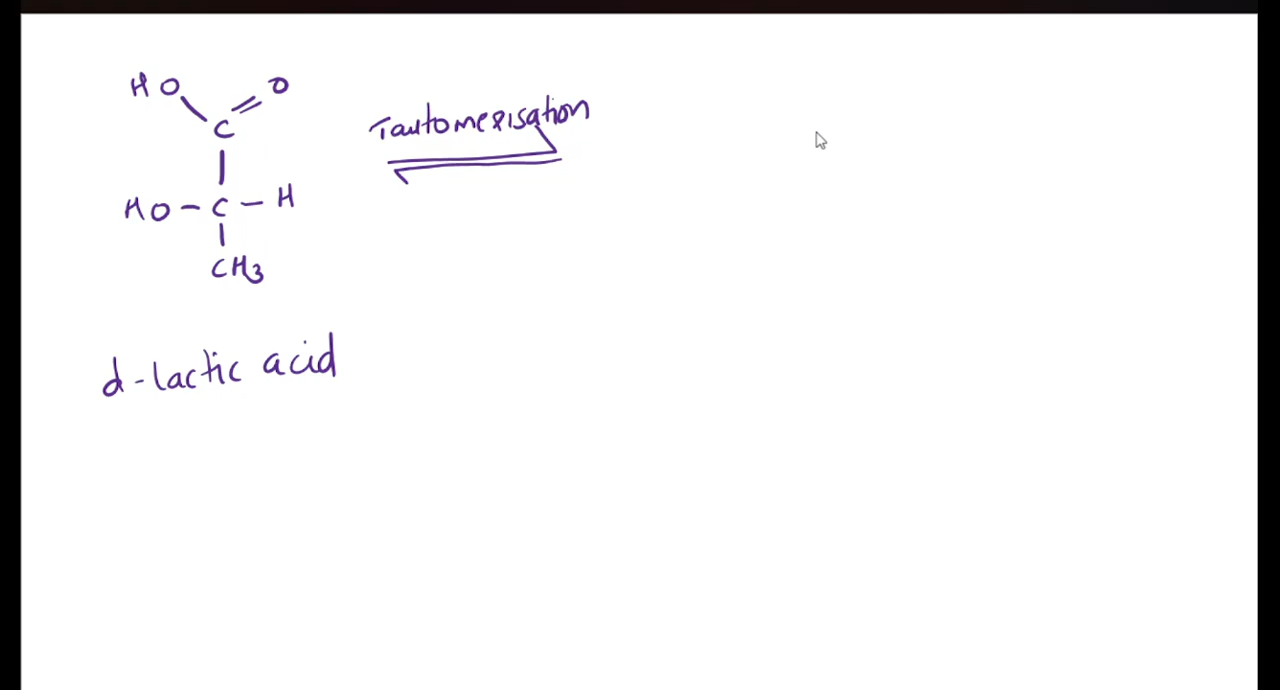 HO O
C
Tautomerisation
HO - C - H
CH3
d-lactic acid